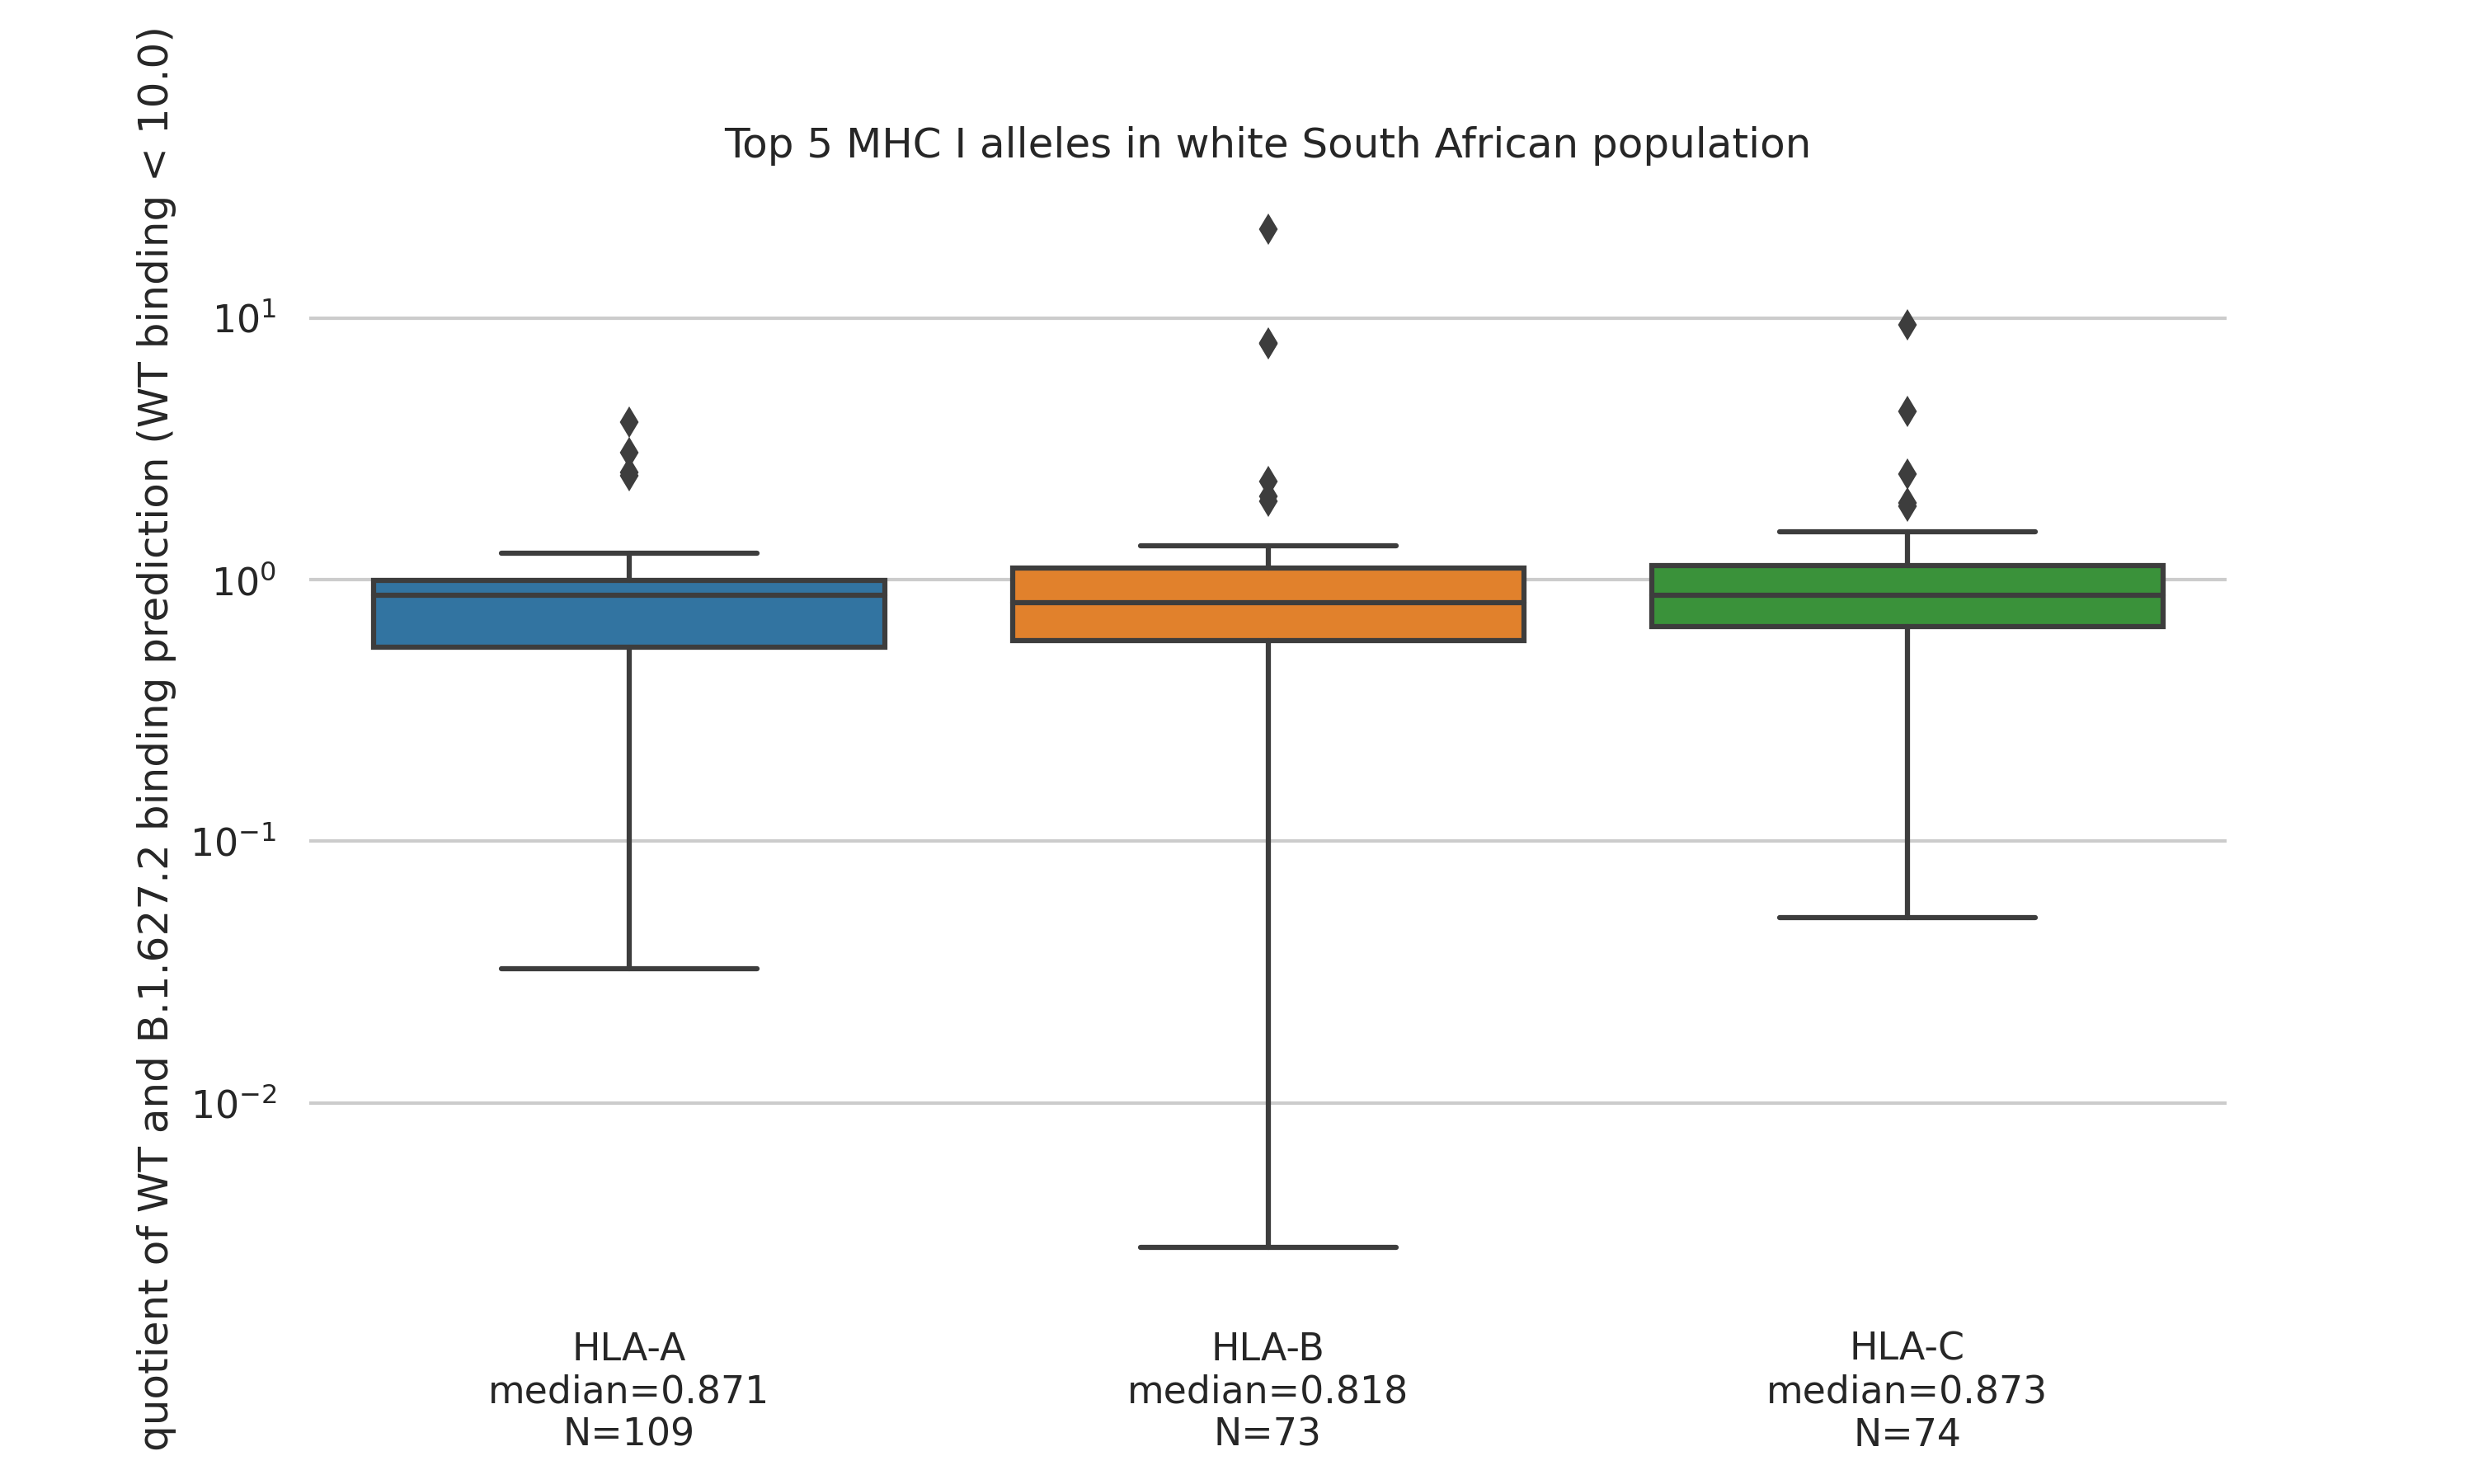 Top 5 MHC I alleles in white South African population
quotient of WT and B.1.627.2 binding prediction (WT binding < 10.0)
10¹
10⁰
10⁻¹
10⁻²
HLA-A
median=0.871
N=109
HLA-B
median=0.818
N=73
HLA-C
median=0.873
N=74